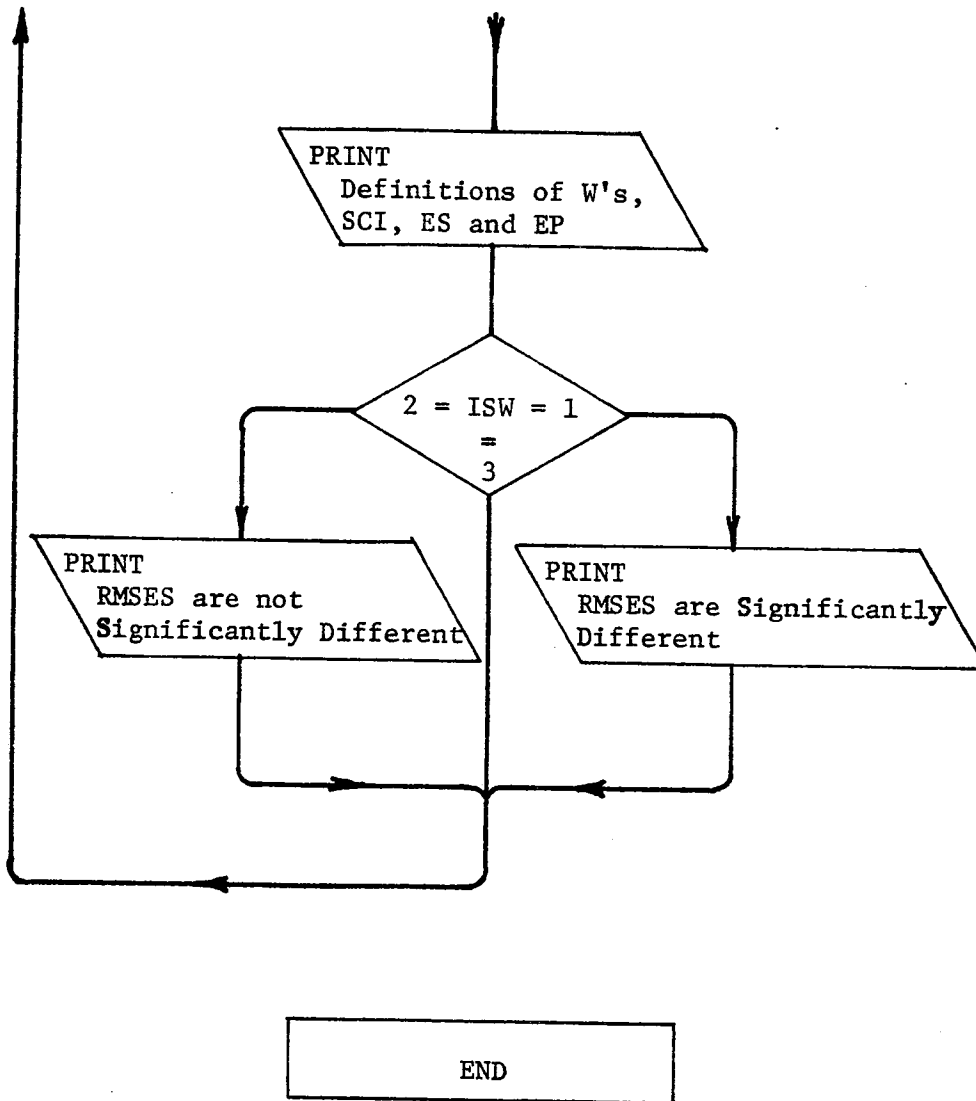 PRINT
Definitions of W's,
SCI, ES and EP
2 = ISW = 1
=
3
PRINT
RMSES are not
Significantly Different
PRINT
RMSES are Significantly
Different
END